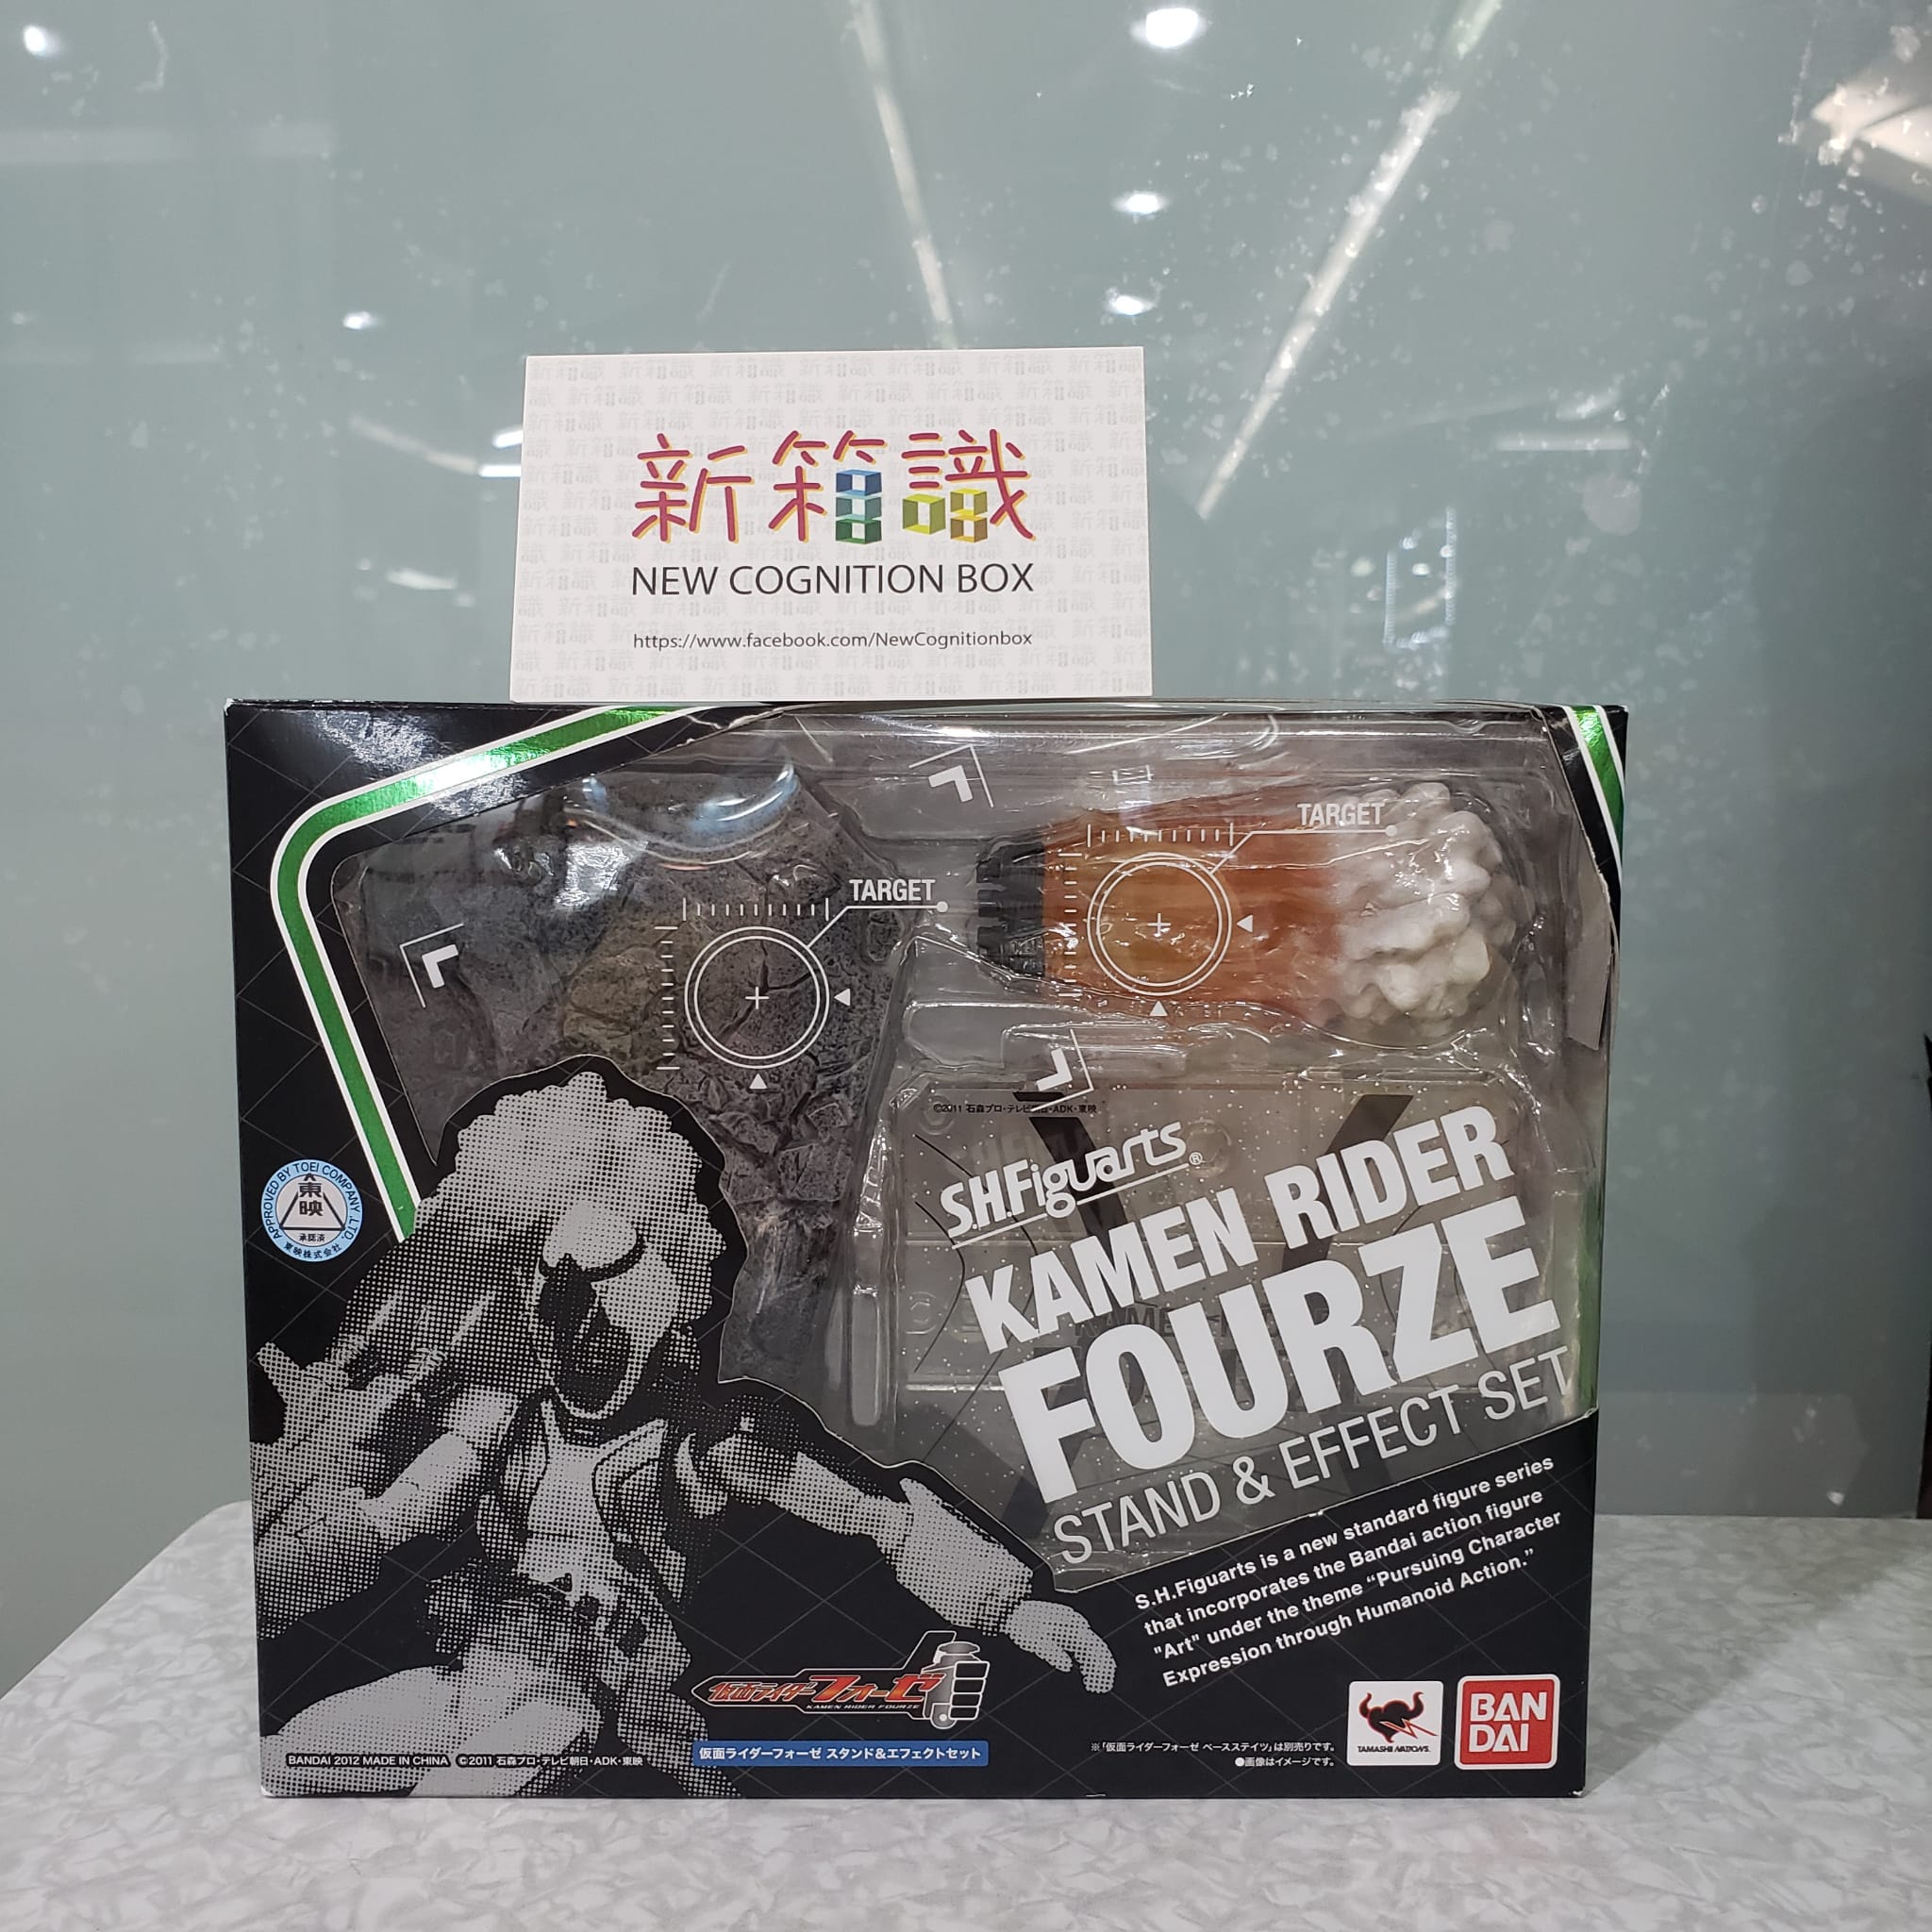 新箱識
NEW COGNITION BOX
https://www.facebook.com/NewCognitionbox
TARGET
TARGET
©2011 石森プロ・テレビ朝日・ADK・東映
S.H.Figuarts®
KAMEN RIDER
FOURZE
STAND & EFFECT SET
APPROVED BY TOEI COMPANY, LTD.
東映
承認済
東映株式会社
S.H.Figuarts is a new standard figure series
that incorporates the Bandai action figure
"Art" under the theme “Pursuing Character
Expression through Humanoid Action.”
仮面ライダーフォーゼ
KAMEN RIDER FOURZE
仮面ライダーフォーゼ スタンド&エフェクトセット
BANDAI 2012 MADE IN CHINA ©2011 石森プロ・テレビ朝日・ADK・東映
※「仮面ライダーフォーゼ ベースステイツ」は別売りです。
●画像はイメージです。
TAMASHII NATIONS.
BAN
DAI